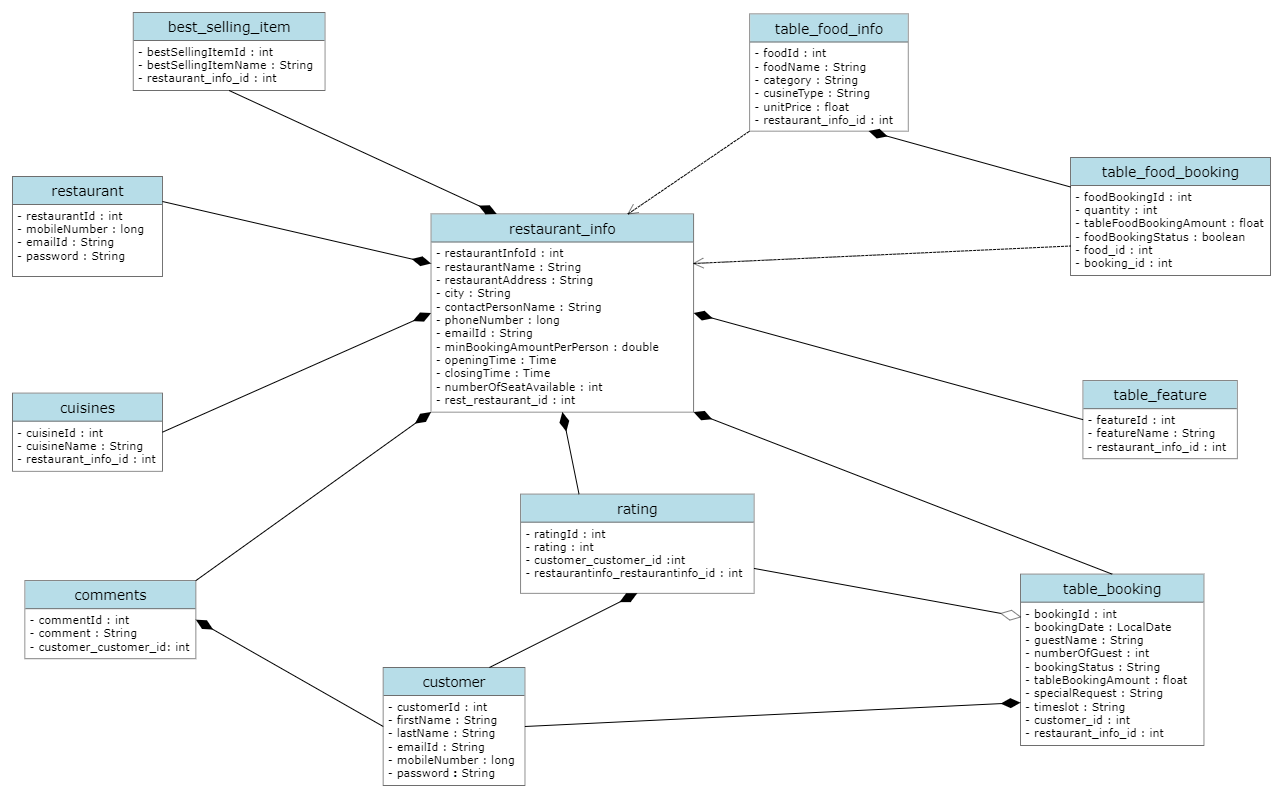 best_selling_item
- bestSellingItemId : int
- bestSellingItemName : String
- restaurant_info_id : int
table_food_info
- foodId : int
- foodName : String
- category : String
- cusineType : String
- unitPrice : float
- restaurant_info_id : int
table_food_booking
- foodBookingId : int
- quantity : int
- tableFoodBookingAmount : float
- foodBookingStatus : boolean
- food_id : int
- booking_id : int
restaurant
- restaurantId : int
- mobileNumber : long
- emailId : String
- password : String
restaurant_info
- restaurantInfoId : int
- restaurantName : String
- restaurantAddress : String
- city : String
- contactPersonName : String
- phoneNumber : long
- emailId : String
- minBookingAmountPerPerson : double
- openingTime : Time
- closingTime : Time
- numberOfSeatAvailable : int
- rest_restaurant_id : int
cuisines
- cuisineId : int
- cuisineName : String
- restaurant_info_id : int
table_feature
- featureId : int
- featureName : String
- restaurant_info_id : int
rating
- ratingId : int
- rating : int
- customer_customer_id :int
- restaurantinfo_restaurantinfo_id : int
comments
- commentId : int
- comment : String
- customer_customer_id: int
table_booking
- bookingId : int
- bookingDate : LocalDate
- guestName : String
- numberOfGuest : int
- bookingStatus : String
- tableBookingAmount : float
- specialRequest : String
- timeslot : String
- customer_id : int
- restaurant_info_id : int
customer
- customerId : int
- firstName : String
- lastName : String
- emailId : String
- mobileNumber : long
- password : String